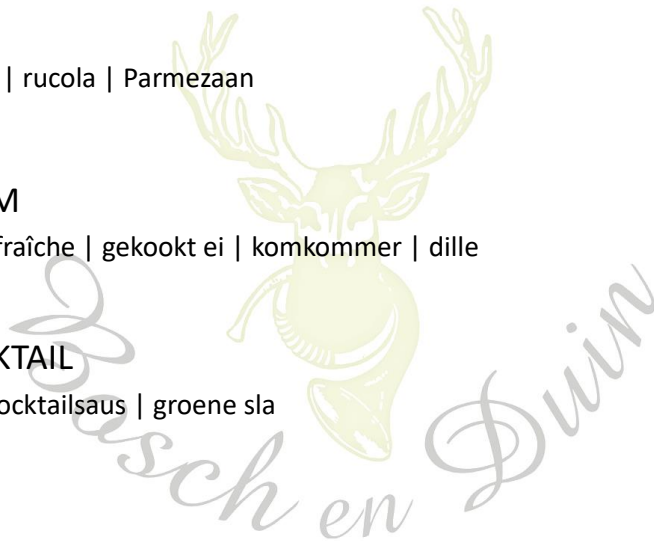 | rucola | Parmezaan
M
fraîche | gekookt ei | komkommer | dille
KTAIL
ocktailsaus | groene sla
Bosch en Duin